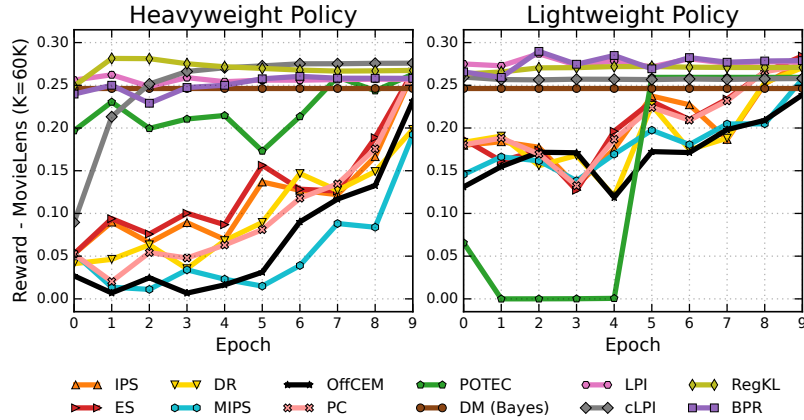 Heavyweight Policy
Lightweight Policy
Reward - MovieLens (K=60K)
0.30
0.25
0.20
0.15
0.10
0.05
0.00
0 1 2 3 4 5 6 7 8 9
Epoch
0.30
0.25
0.20
0.15
0.10
0.05
0.00
0 1 2 3 4 5 6 7 8 9
Epoch
IPS DR OffCEM POTEC LPI RegKL
ES MIPS PC DM (Bayes) cLPI BPR